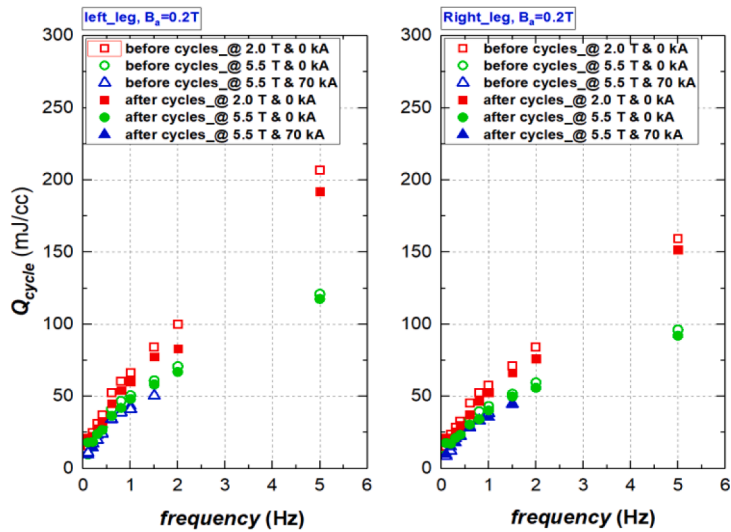 left_leg, Ba=0.2T
before cycles_@ 2.0 T & 0 kA
before cycles_@ 5.5 T & 0 kA
before cycles_@ 5.5 T & 70 kA
after cycles_@ 2.0 T & 0 kA
after cycles_@ 5.5 T & 0 kA
after cycles_@ 5.5 T & 70 kA
300
250
200
150
100
50
0
Qcycle (mJ/cc)
0 1 2 3 4 5 6
frequency (Hz)
Right_leg, Ba=0.2T
before cycles_@ 2.0 T & 0 kA
before cycles_@ 5.5 T & 0 kA
before cycles_@ 5.5 T & 70 kA
after cycles_@ 2.0 T & 0 kA
after cycles_@ 5.5 T & 0 kA
after cycles_@ 5.5 T & 70 kA
300
250
200
150
100
50
0
0 1 2 3 4 5 6
frequency (Hz)